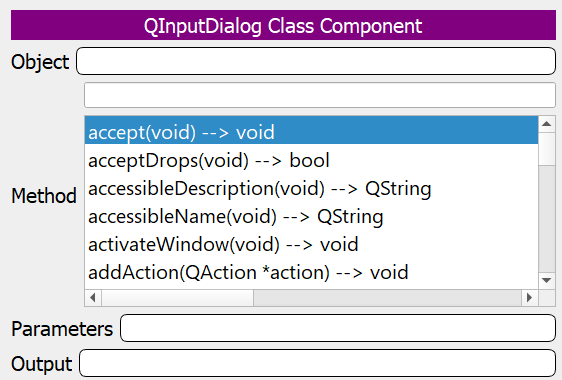 QInputDialog Class Component
Object
accept(void) --> void
acceptDrops(void) --> bool
accessibleDescription(void) --> QString
Method
accessibleName(void) --> QString
activateWindow(void) --> void
addAction(QAction *action) --> void
Parameters
Output